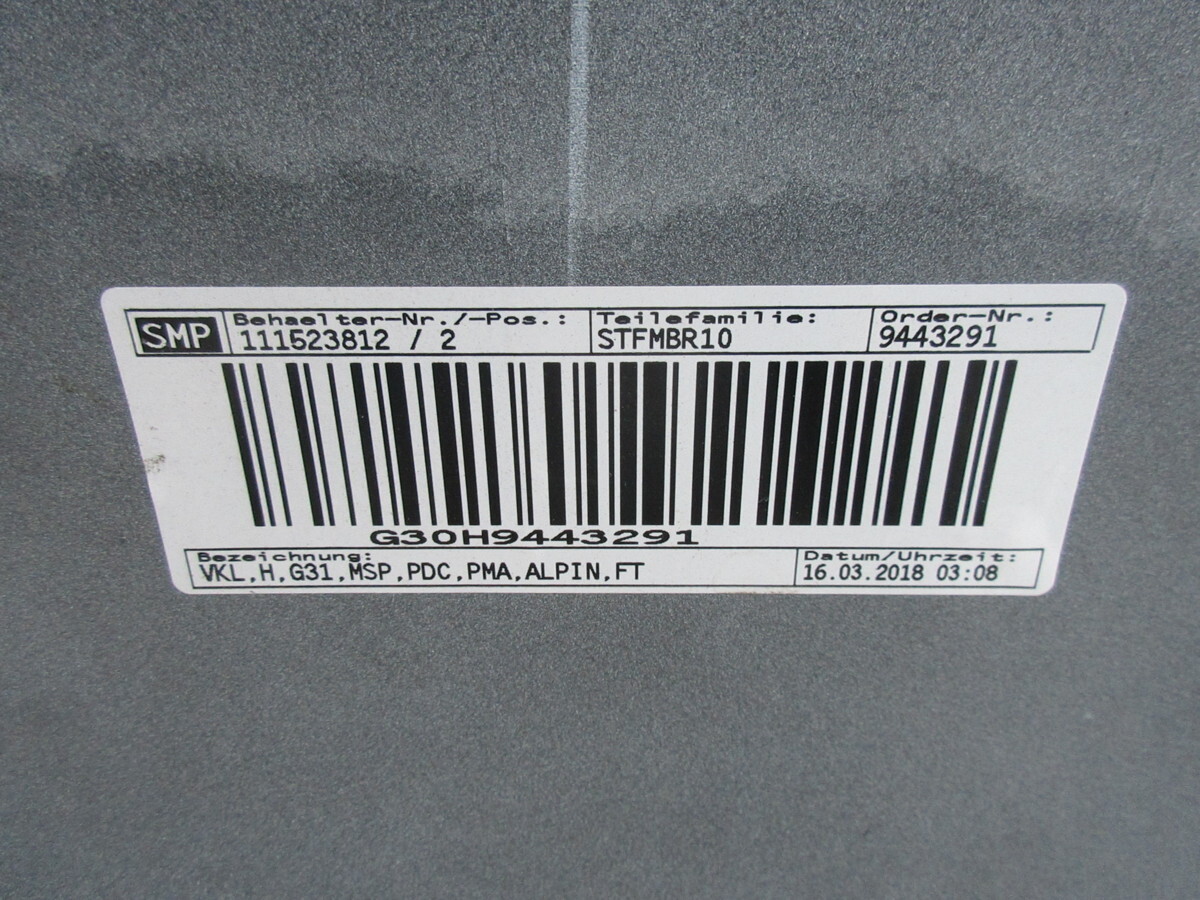 SMP
Behaelter-Nr./-Pos.: Teilefamilie: Order-Nr.:
111523812 / 2 STFMBR10 9443291
G30H9443291
Bezeichnung: Datum/Uhrzeit:
VKL,H,G31,MSP,PDC,PMA,ALPIN,FT 16.03.2018 03:08